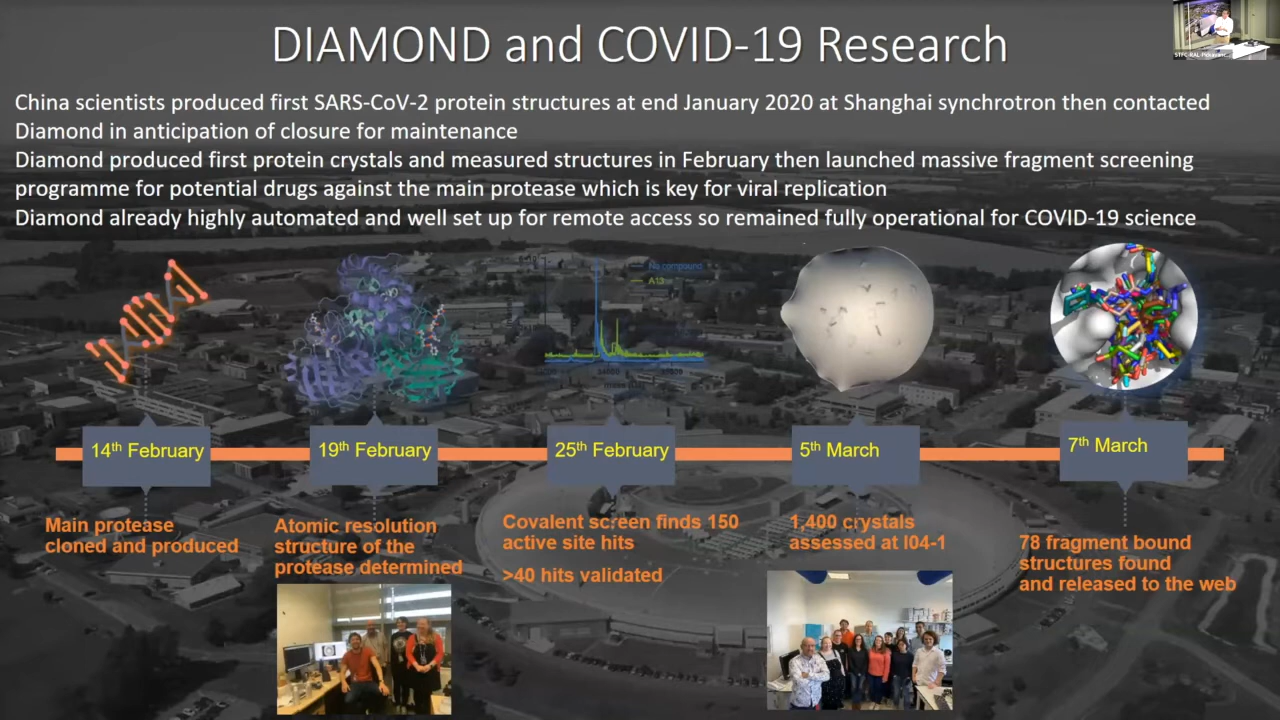 DIAMOND and COVID-19 Research
China scientists produced first SARS-CoV-2 protein structures at end January 2020 at Shanghai synchrotron then contacted
Diamond in anticipation of closure for maintenance
Diamond produced first protein crystals and measured structures in February then launched massive fragment screening
programme for potential drugs against the main protease which is key for viral replication
Diamond already highly automated and well set up for remote access so remained fully operational for COVID-19 science
No compound
A13
14th February
19th February
25th February
5th March
7th March
Main protease
cloned and produced
Atomic resolution
structure of the
protease determined
Covalent screen finds 150
active site hits
>40 hits validated
1,400 crystals
assessed at I04-1
78 fragment bound
structures found
and released to the web